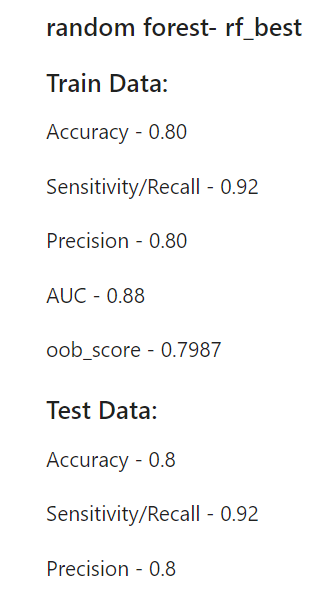 random forest- rf_best
Train Data:
Accuracy - 0.80
Sensitivity/Recall - 0.92
Precision - 0.80
AUC - 0.88
oob_score - 0.7987
Test Data:
Accuracy - 0.8
Sensitivity/Recall - 0.92
Precision - 0.8